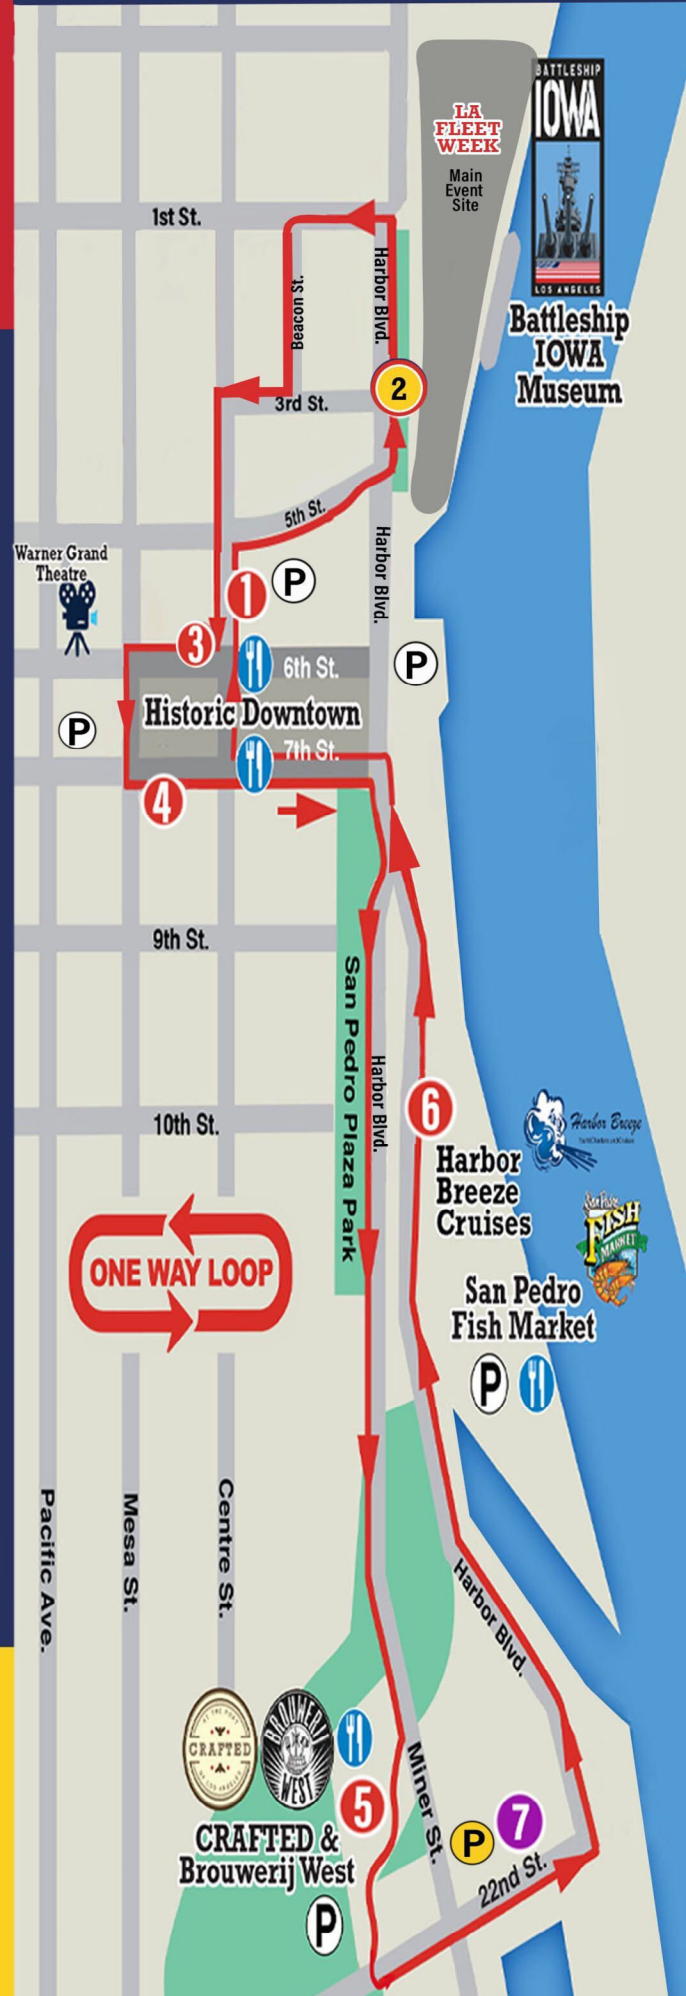 BATTLESHIP
IOWA
LOS ANGELES
LA
FLEET
WEEK
Main
Event
Site
1st St.
Beacon St.
Harbor Blvd.
Battleship
IOWA
Museum
2
3rd St.
5th St.
Harbor Blvd.
Warner Grand
Theatre
1
P
3
6th St.
P
Historic Downtown
P
7th St.
4
9th St.
San Pedro Plaza Park
Harbor Blvd.
10th St.
6
Harbor Breeze
Harbor
Breeze
Cruises
San Pedro
FISH
MARKET
ONE WAY LOOP
San Pedro
Fish Market
P
Pacific Ave.
Mesa St.
Centre St.
Harbor Blvd.
CRAFTED
BROUWERIJ
WEST
5
Miner St.
P
7
CRAFTED &
Brouwerij West
22nd St.
P